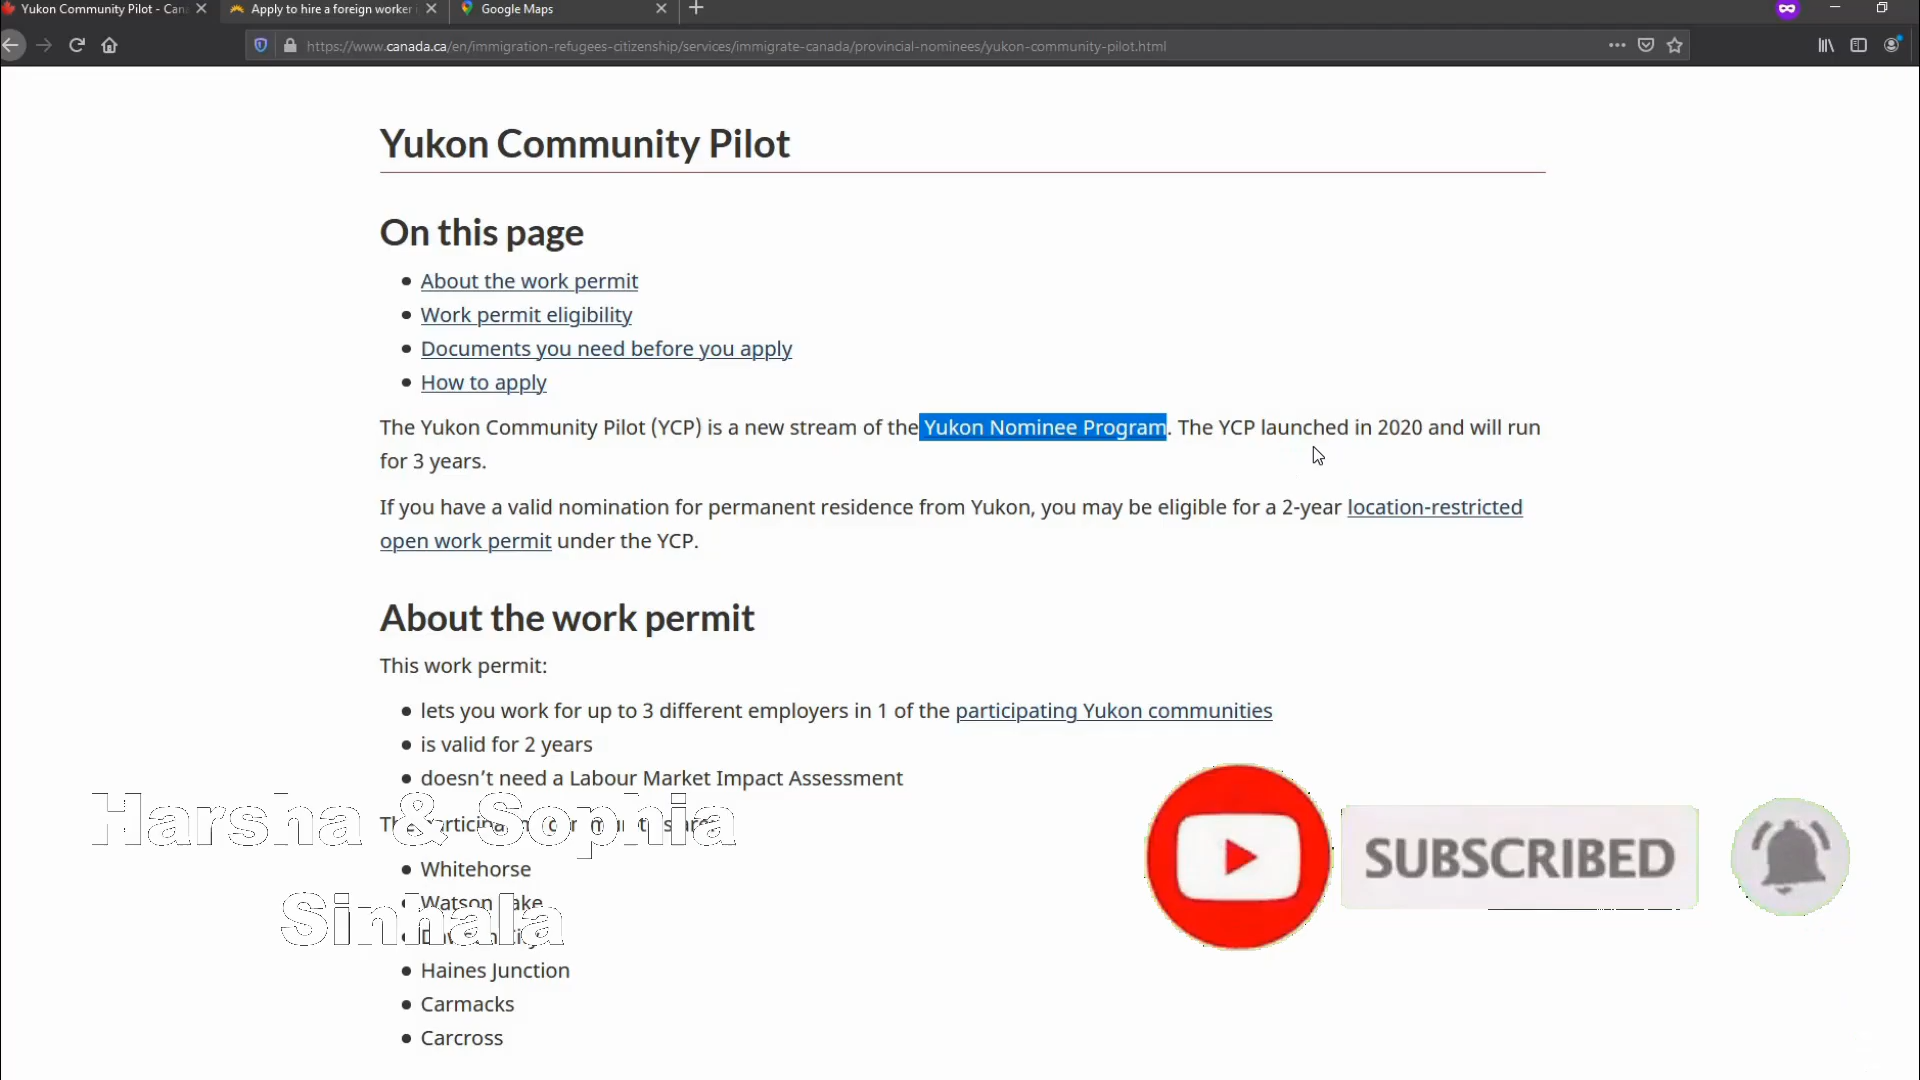 Yukon Community Pilot - Can
Apply to hire a foreign worker
Google Maps
https://www.canada.ca/en/immigration-refugees-citizenship/services/immigrate-canada/provincial-nominees/yukon-community-pilot.html
Yukon Community Pilot
On this page
About the work permit
Work permit eligibility
Documents you need before you apply
How to apply
The Yukon Community Pilot (YCP) is a new stream of the Yukon Nominee Program. The YCP launched in 2020 and will run
for 3 years.
If you have a valid nomination for permanent residence from Yukon, you may be eligible for a 2-year location-restricted
open work permit under the YCP.
About the work permit
This work permit:
lets you work for up to 3 different employers in 1 of the participating Yukon communities
is valid for 2 years
doesn’t need a Labour Market Impact Assessment
Harsha & Sophia
Whitehorse
Watson Lake
Sinhala
Haines Junction
Carmacks
Carcross
SUBSCRIBED